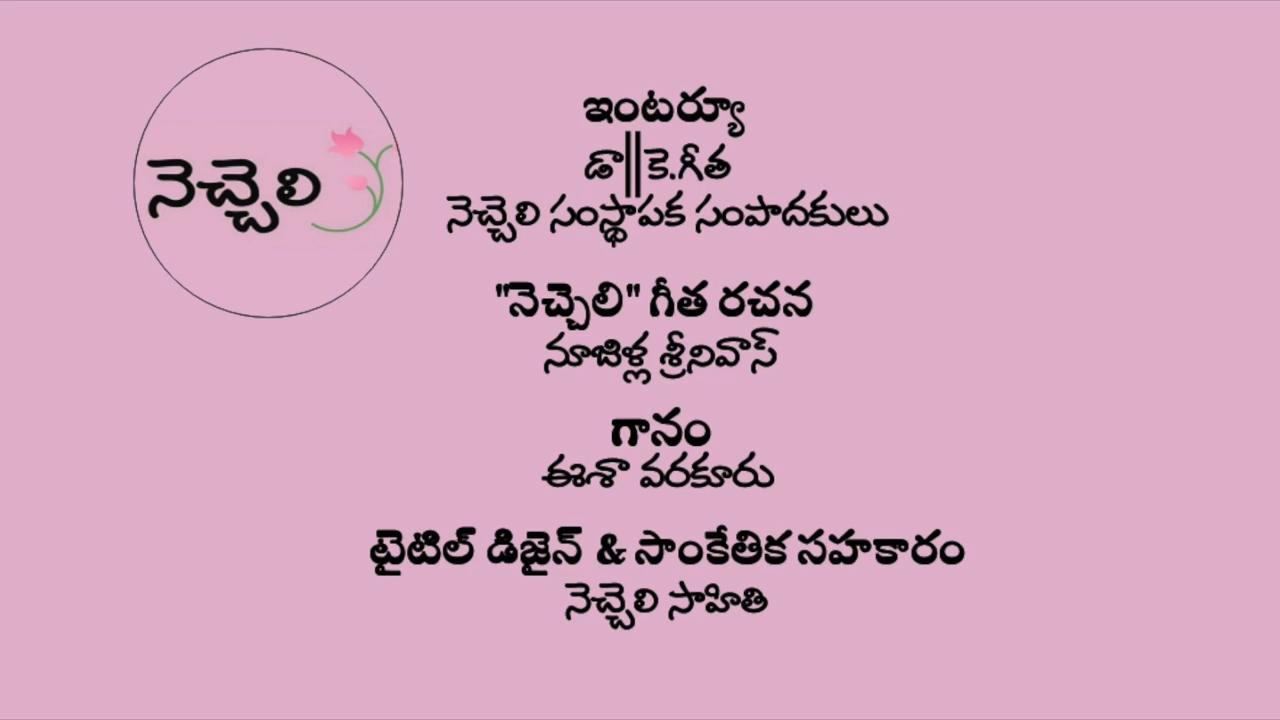 నెచ్చెలి
ఇంటర్వ్యూ
డా||కె.గీత
నెచ్చెలి సంస్థాపక సంపాదకులు
"నెచ్చెలి" గీత రచన
నూజిళ్ల శ్రీనివాస్
గానం
ఈశా వరకూరు
టైటిల్ డిజైన్ & సాంకేతిక సహకారం
నెచ్చెలి సాహితి